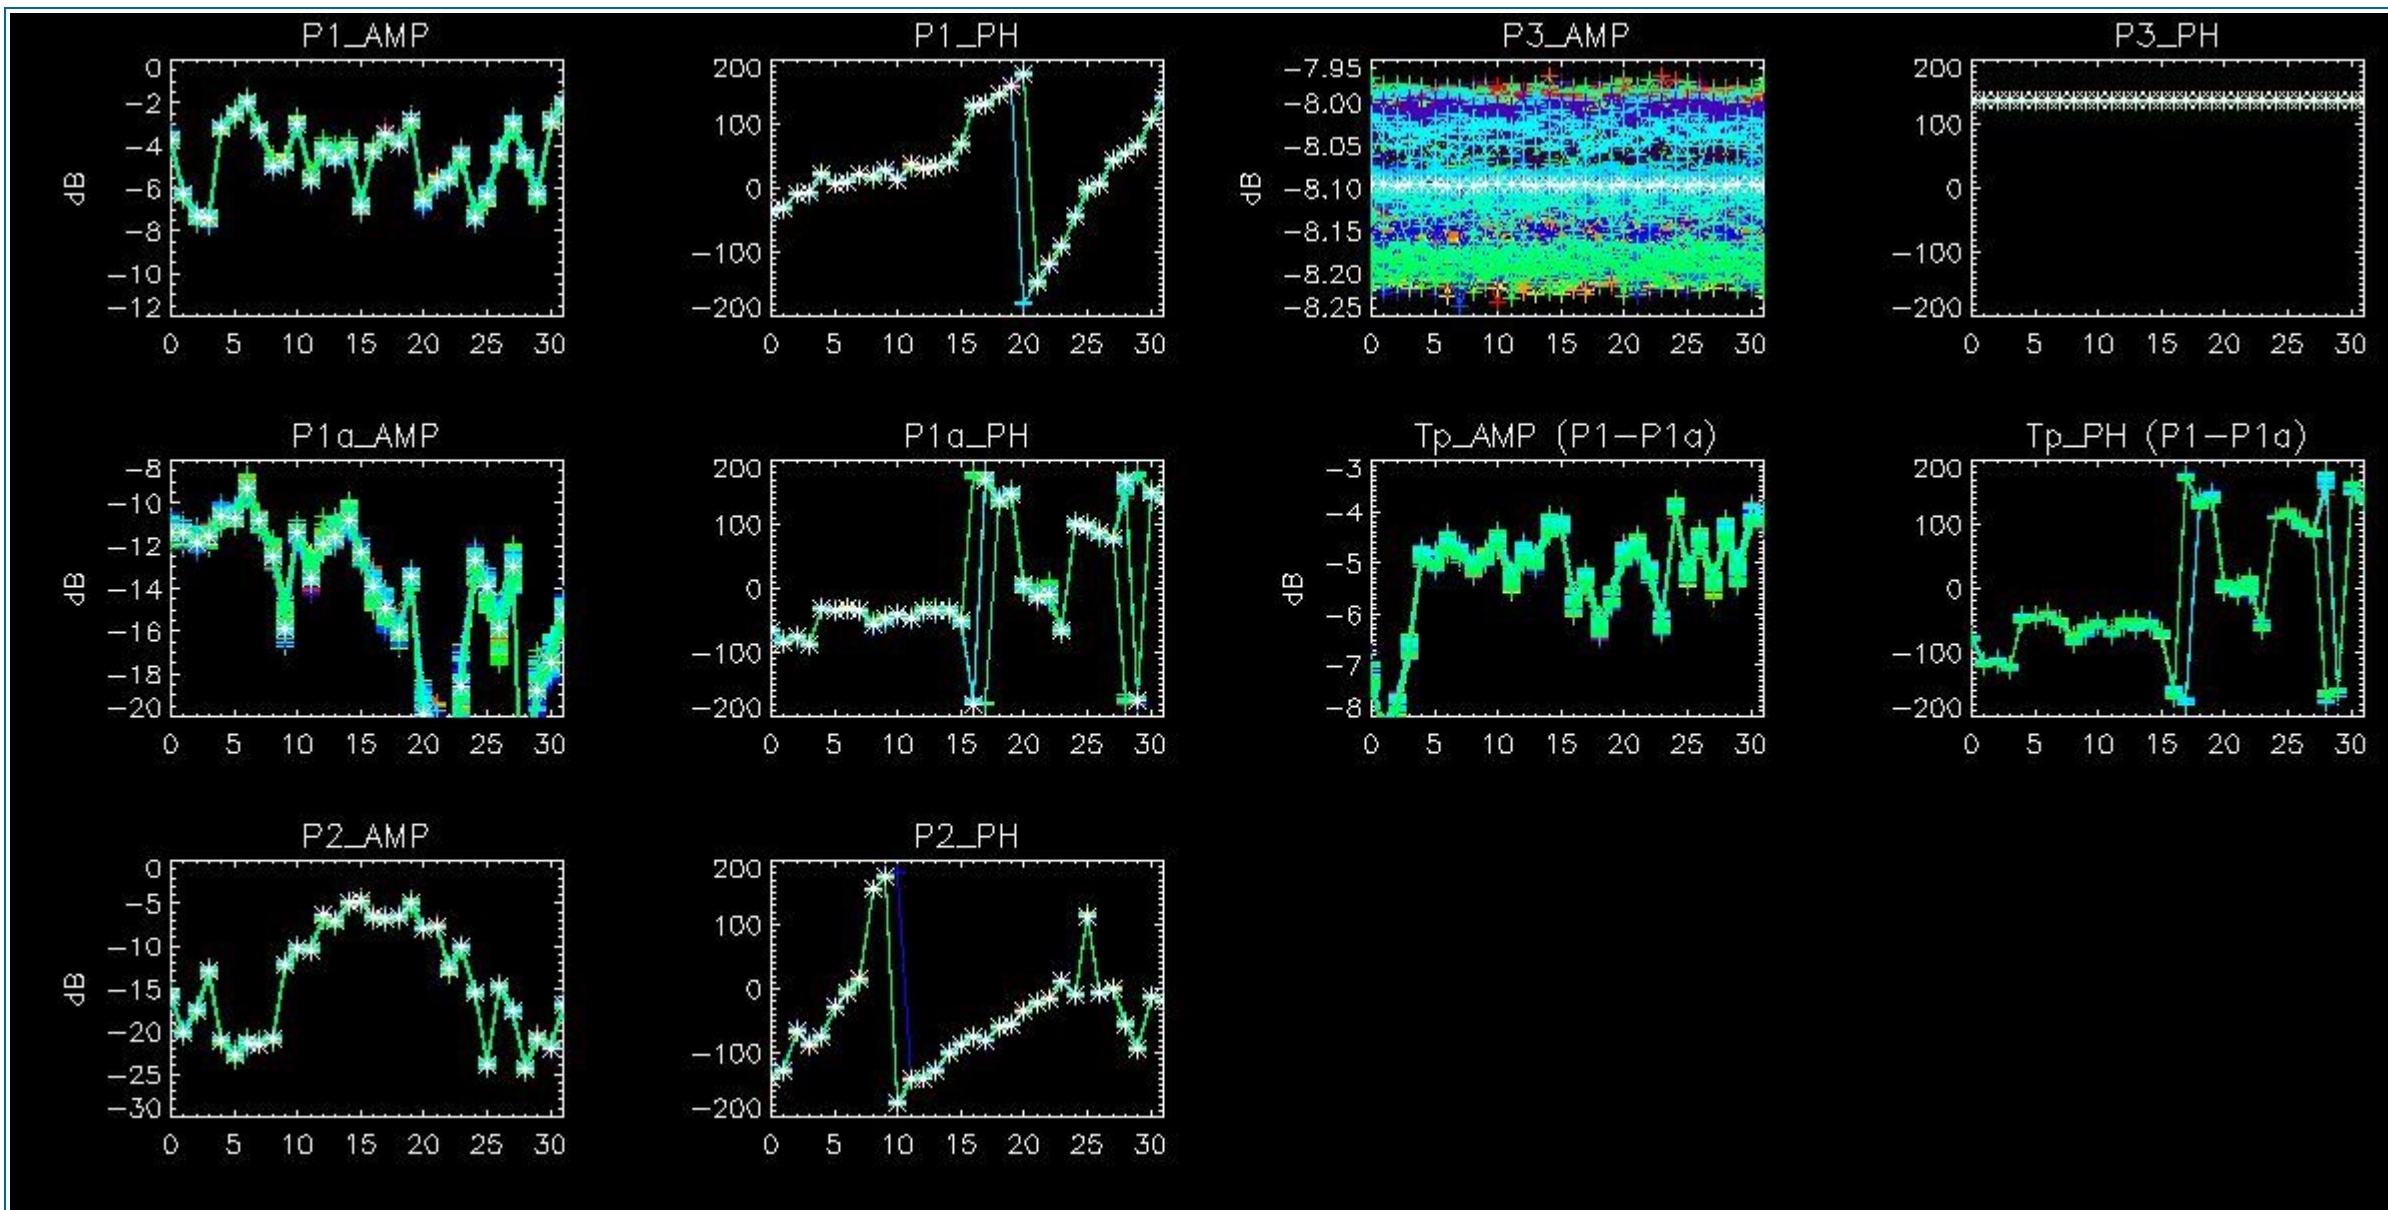 P1_AMP P1_PH P3_AMP P3_PH
0 200 −7.95 200
−2 100 −8.00 100
−4 0 −8.05 0
−6 −100 −8.10 −100
−8 −200 −8.15 −200
−10 −8.20
−12 −8.25
dB dB
0 5 10 15 20 25 30 0 5 10 15 20 25 30 0 5 10 15 20 25 30 0 5 10 15 20 25 30
P1a_AMP P1a_PH Tp_AMP (P1−P1a) Tp_PH (P1−P1a)
−8 200 −3 200
−10 100 −4 100
−12 0 −5 0
−14 −100 −6 −100
−16 −200 −7 −200
−18 −8
−20
dB dB
0 5 10 15 20 25 30 0 5 10 15 20 25 30 0 5 10 15 20 25 30 0 5 10 15 20 25 30
P2_AMP P2_PH
0 200
−5 100
−10 0
−15 −100
−20 −200
−25
−30
dB
0 5 10 15 20 25 30 0 5 10 15 20 25 30